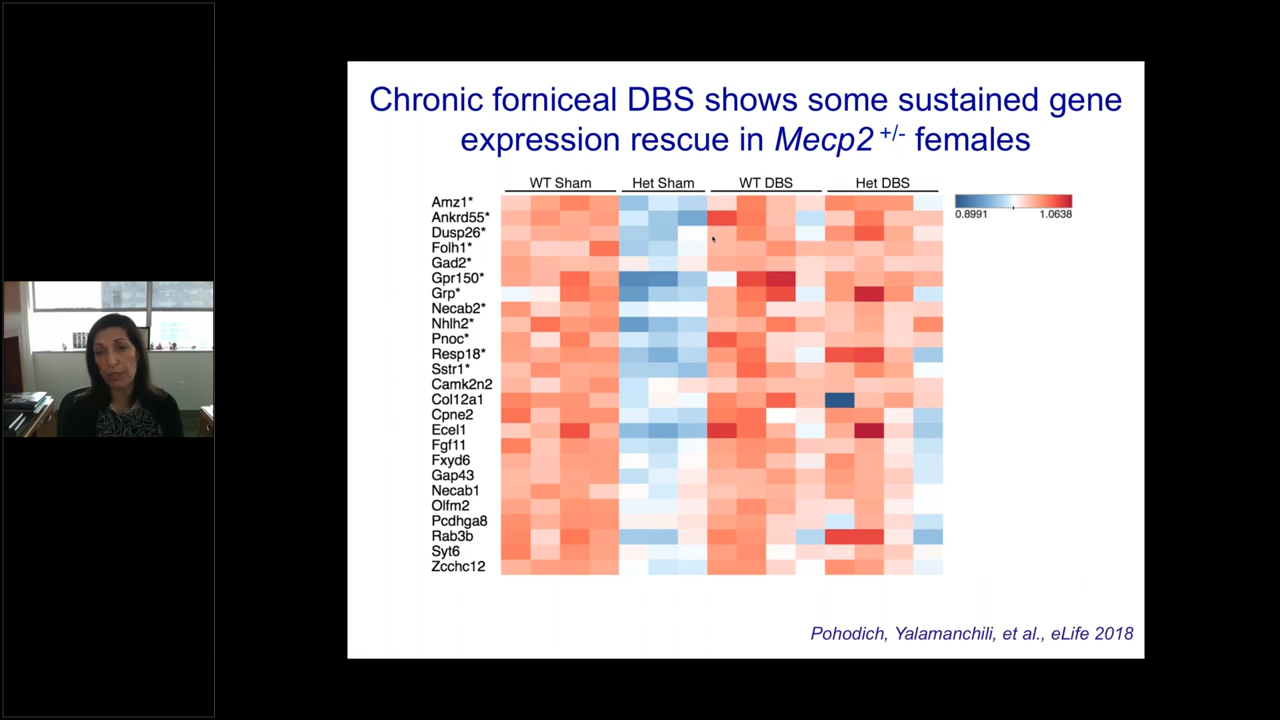 Chronic forniceal DBS shows some sustained gene
expression rescue in Mecp2 +/- females
WT Sham Het Sham WT DBS Het DBS
0.8991 1.0638
Amz1*
Ankrd55*
Dusp26*
Folh1*
Gad2*
Gpr150*
Grp*
Necab2*
Nhlh2*
Pnoc*
Resp18*
Sstr1*
Camk2n2
Col12a1
Cpne2
Ecel1
Fgf11
Fxyd6
Gap43
Necab1
Olfm2
Pcdhga8
Rab3b
Syt6
Zcchc12
Pohodich, Yalamanchili, et al., eLife 2018